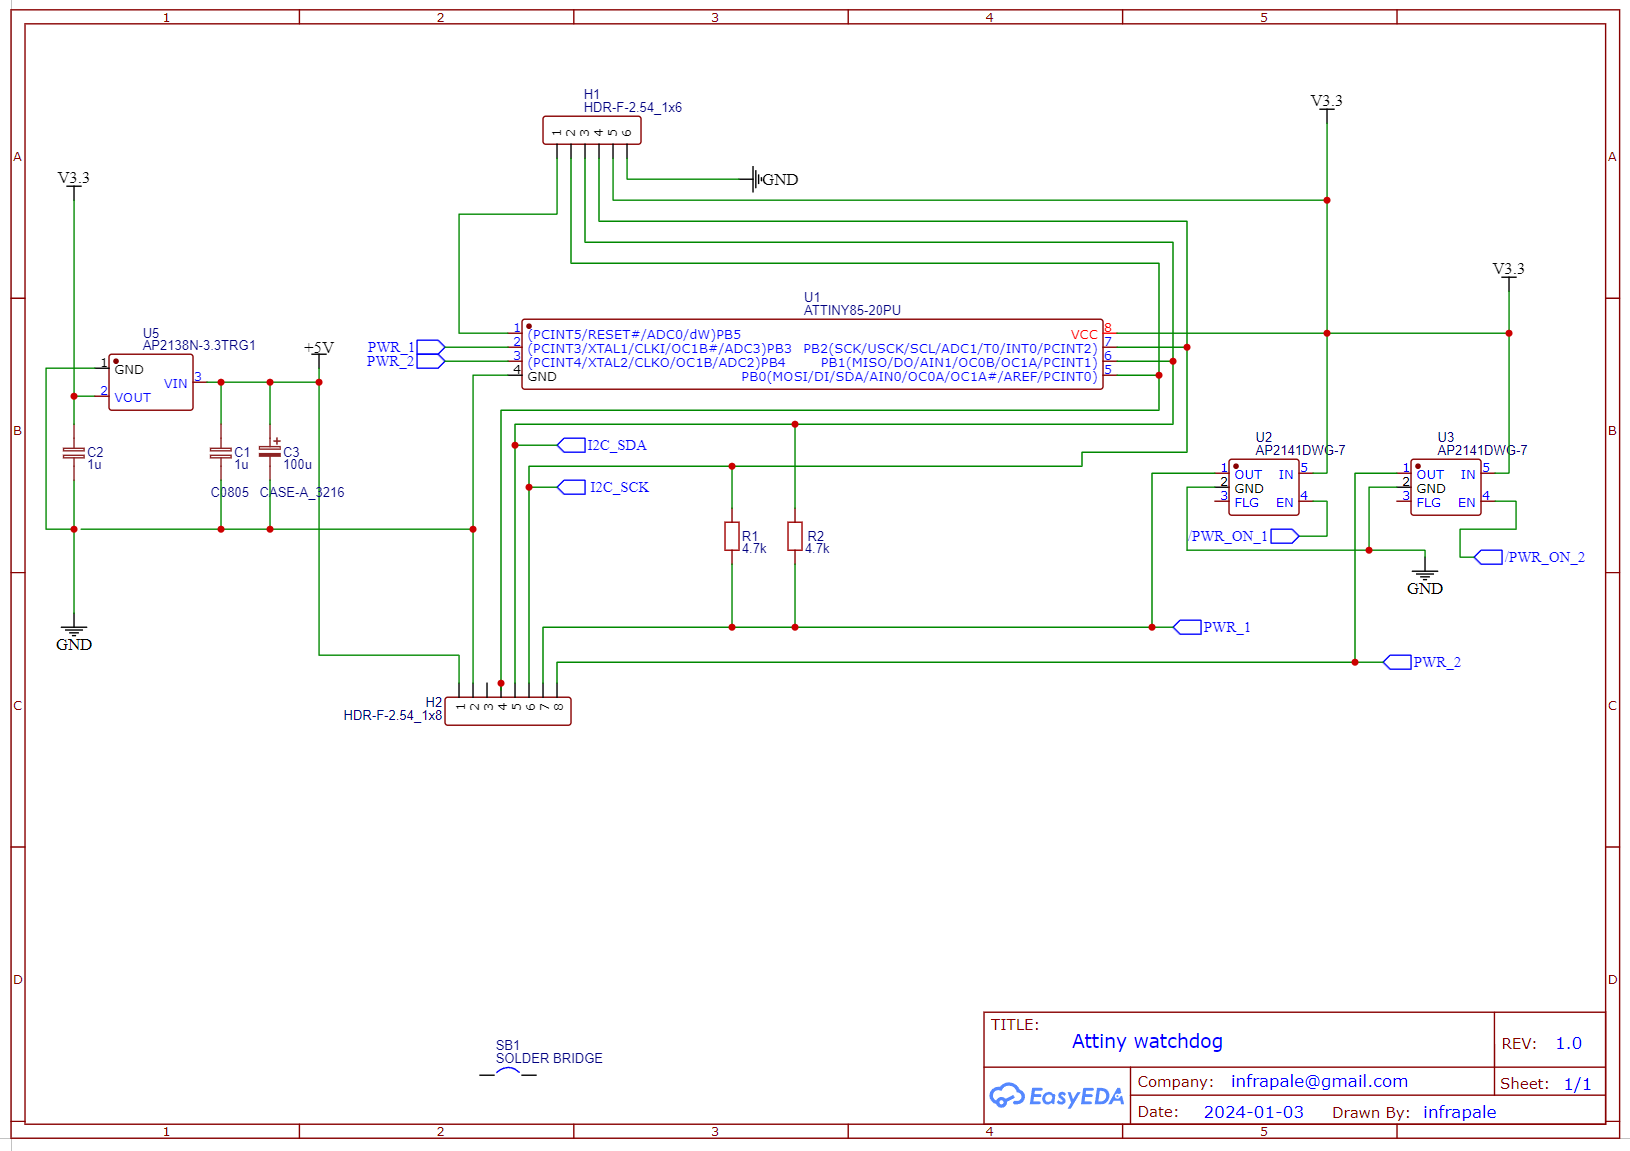 1 2 3 4 5
A A
B B
C C
D D
H1
HDR-F-2.54_1x6
1 2 3 4 5 6
GND
V3.3
V3.3
V3.3
U1
ATTINY85-20PU
1 (PCINT5/RESET#/ADC0/dW)PB5 VCC 8
2 (PCINT3/XTAL1/CLKI/OC1B#/ADC3)PB3 PB2(SCK/USCK/SCL/ADC1/T0/INT0/PCINT2) 7
3 (PCINT4/XTAL2/CLKO/OC1B/ADC2)PB4 PB1(MISO/DO/AIN1/OC0B/OC1A/PCINT1) 6
4 GND PB0(MOSI/DI/SDA/AIN0/OC0A/OC1A#/AREF/PCINT0) 5
PWR_1
PWR_2
U5
AP2138N-3.3TRG1
1 GND
VIN 3
2 VOUT
+5V
C2
1u
C1
1u
C0805
+
C3
100u
CASE-A_3216
GND
I2C_SDA
I2C_SCK
R1
4.7k
R2
4.7k
U2
AP2141DWG-7
1 OUT IN 5
2 GND
3 FLG EN 4
/PWR_ON_1
U3
AP2141DWG-7
1 OUT IN 5
2 GND
3 FLG EN 4
/PWR_ON_2
GND
PWR_1
PWR_2
H2
HDR-F-2.54_1x8
1 2 3 4 5 6 7 8
SB1
SOLDER BRIDGE
TITLE:
Attiny watchdog
REV: 1.0
EasyEDA
Company: infrapale@gmail.com
Sheet: 1/1
Date: 2024-01-03 Drawn By: infrapale
1 2 3 4 5